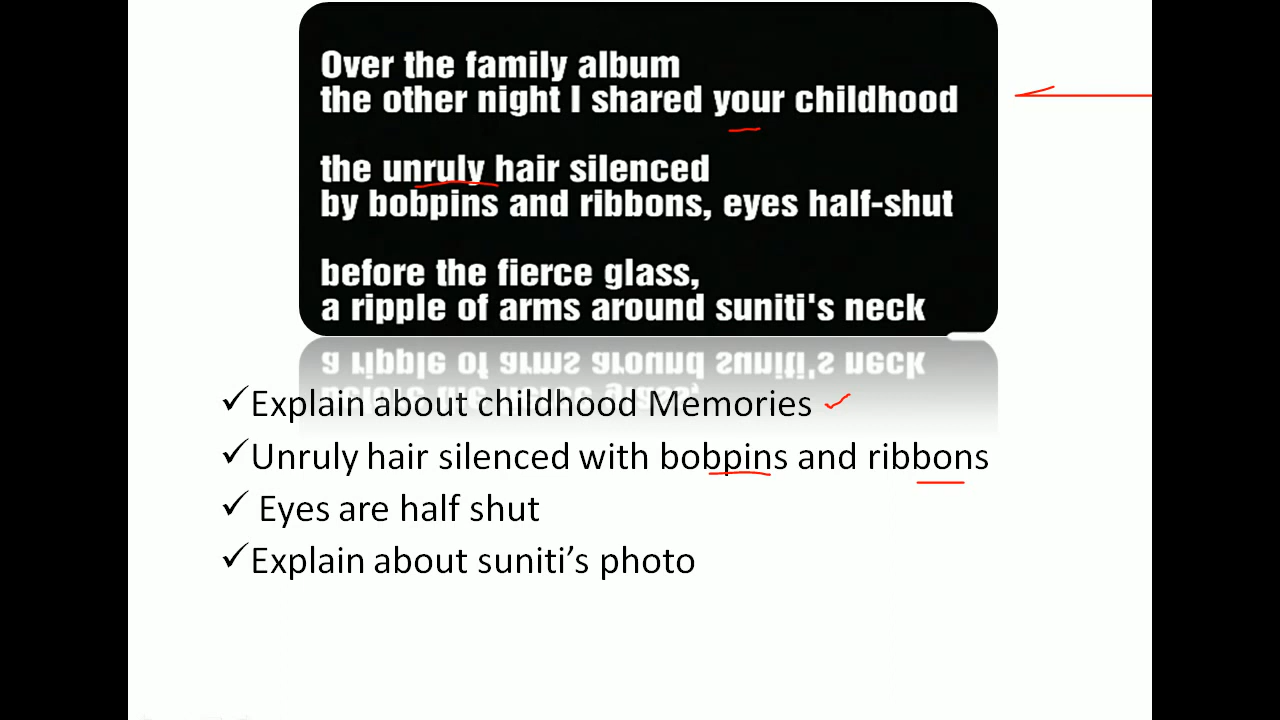 Over the family album
the other night I shared your childhood
the unruly hair silenced
by bobpins and ribbons, eyes half-shut
before the fierce glass,
a ripple of arms around suniti's neck
✓Explain about childhood Memories ✓
✓Unruly hair silenced with bobpins and ribbons
✓ Eyes are half shut
✓Explain about suniti’s photo